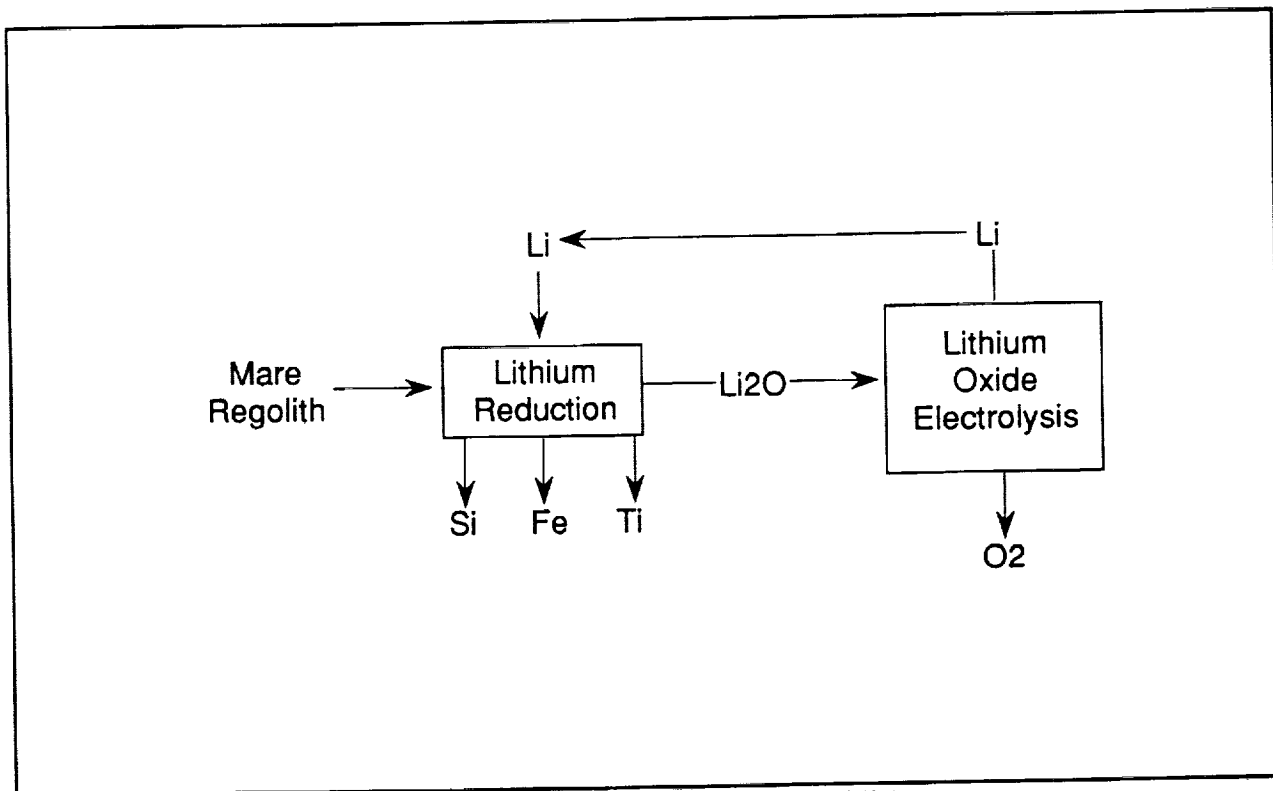 Li
Li
Mare
Regolith
Lithium
Reduction
Li2O
Lithium
Oxide
Electrolysis
Si
Fe
Ti
O2